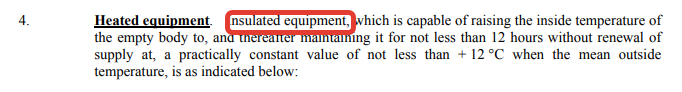 4. Heated equipment. Insulated equipment, which is capable of raising the inside temperature of
the empty body to, and thereafter maintaining it for not less than 12 hours without renewal of
supply at, a practically constant value of not less than + 12 °C when the mean outside
temperature, is as indicated below: